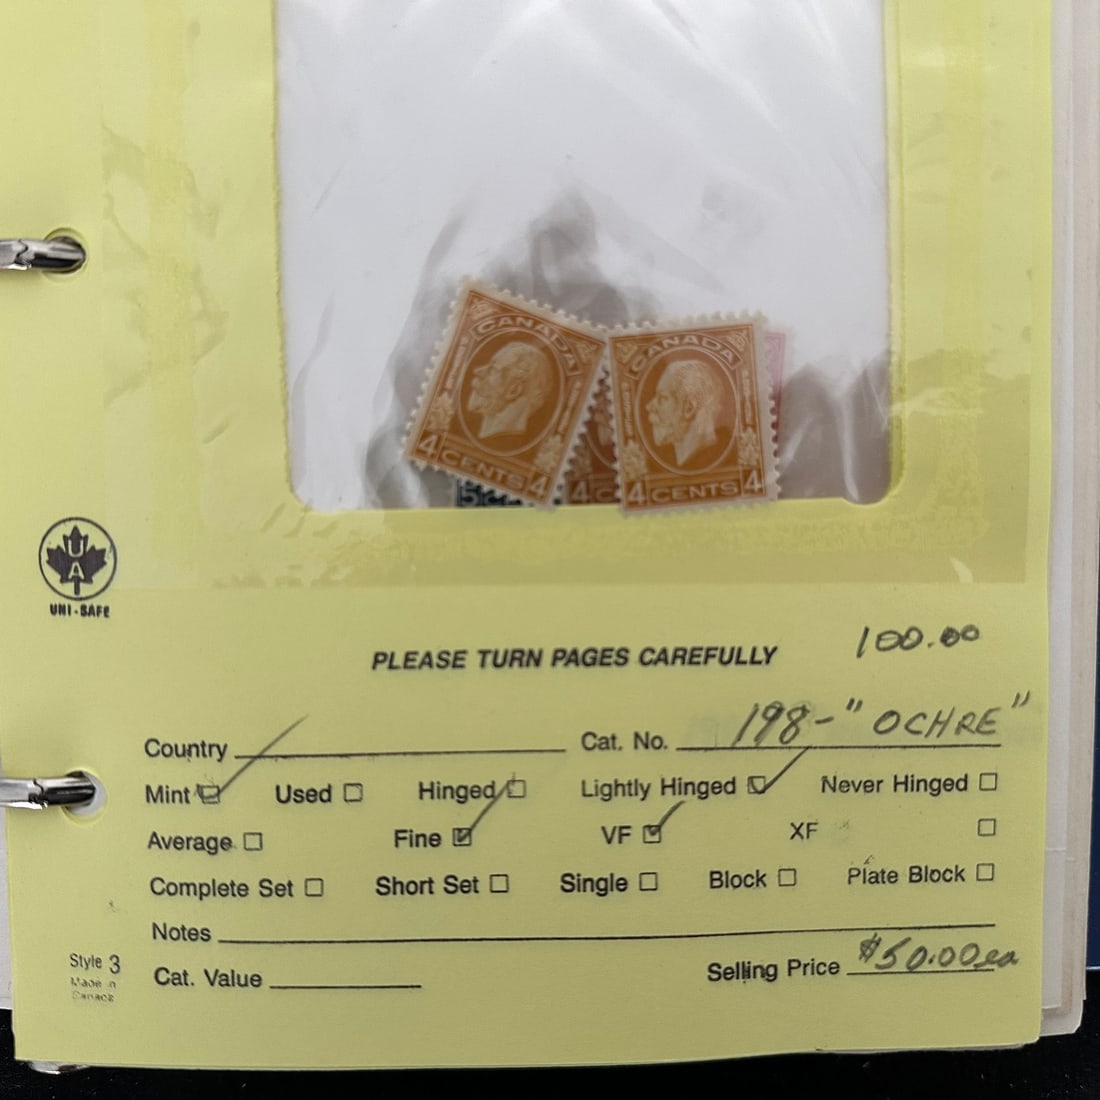 CANADA
CANADA
4 CENTS 4
4 C
4 CENTS 4
5
U
A
UNI-SAFE
PLEASE TURN PAGES CAREFULLY
100.00
Country
Cat. No. 198-"OCHRE"
Mint Used Hinged Lightly Hinged Never Hinged
Average Fine VF XF
Complete Set Short Set Single Block Plate Block
Notes
Style 3
Made in
Canada
Cat. Value
Selling Price $50.00 ea